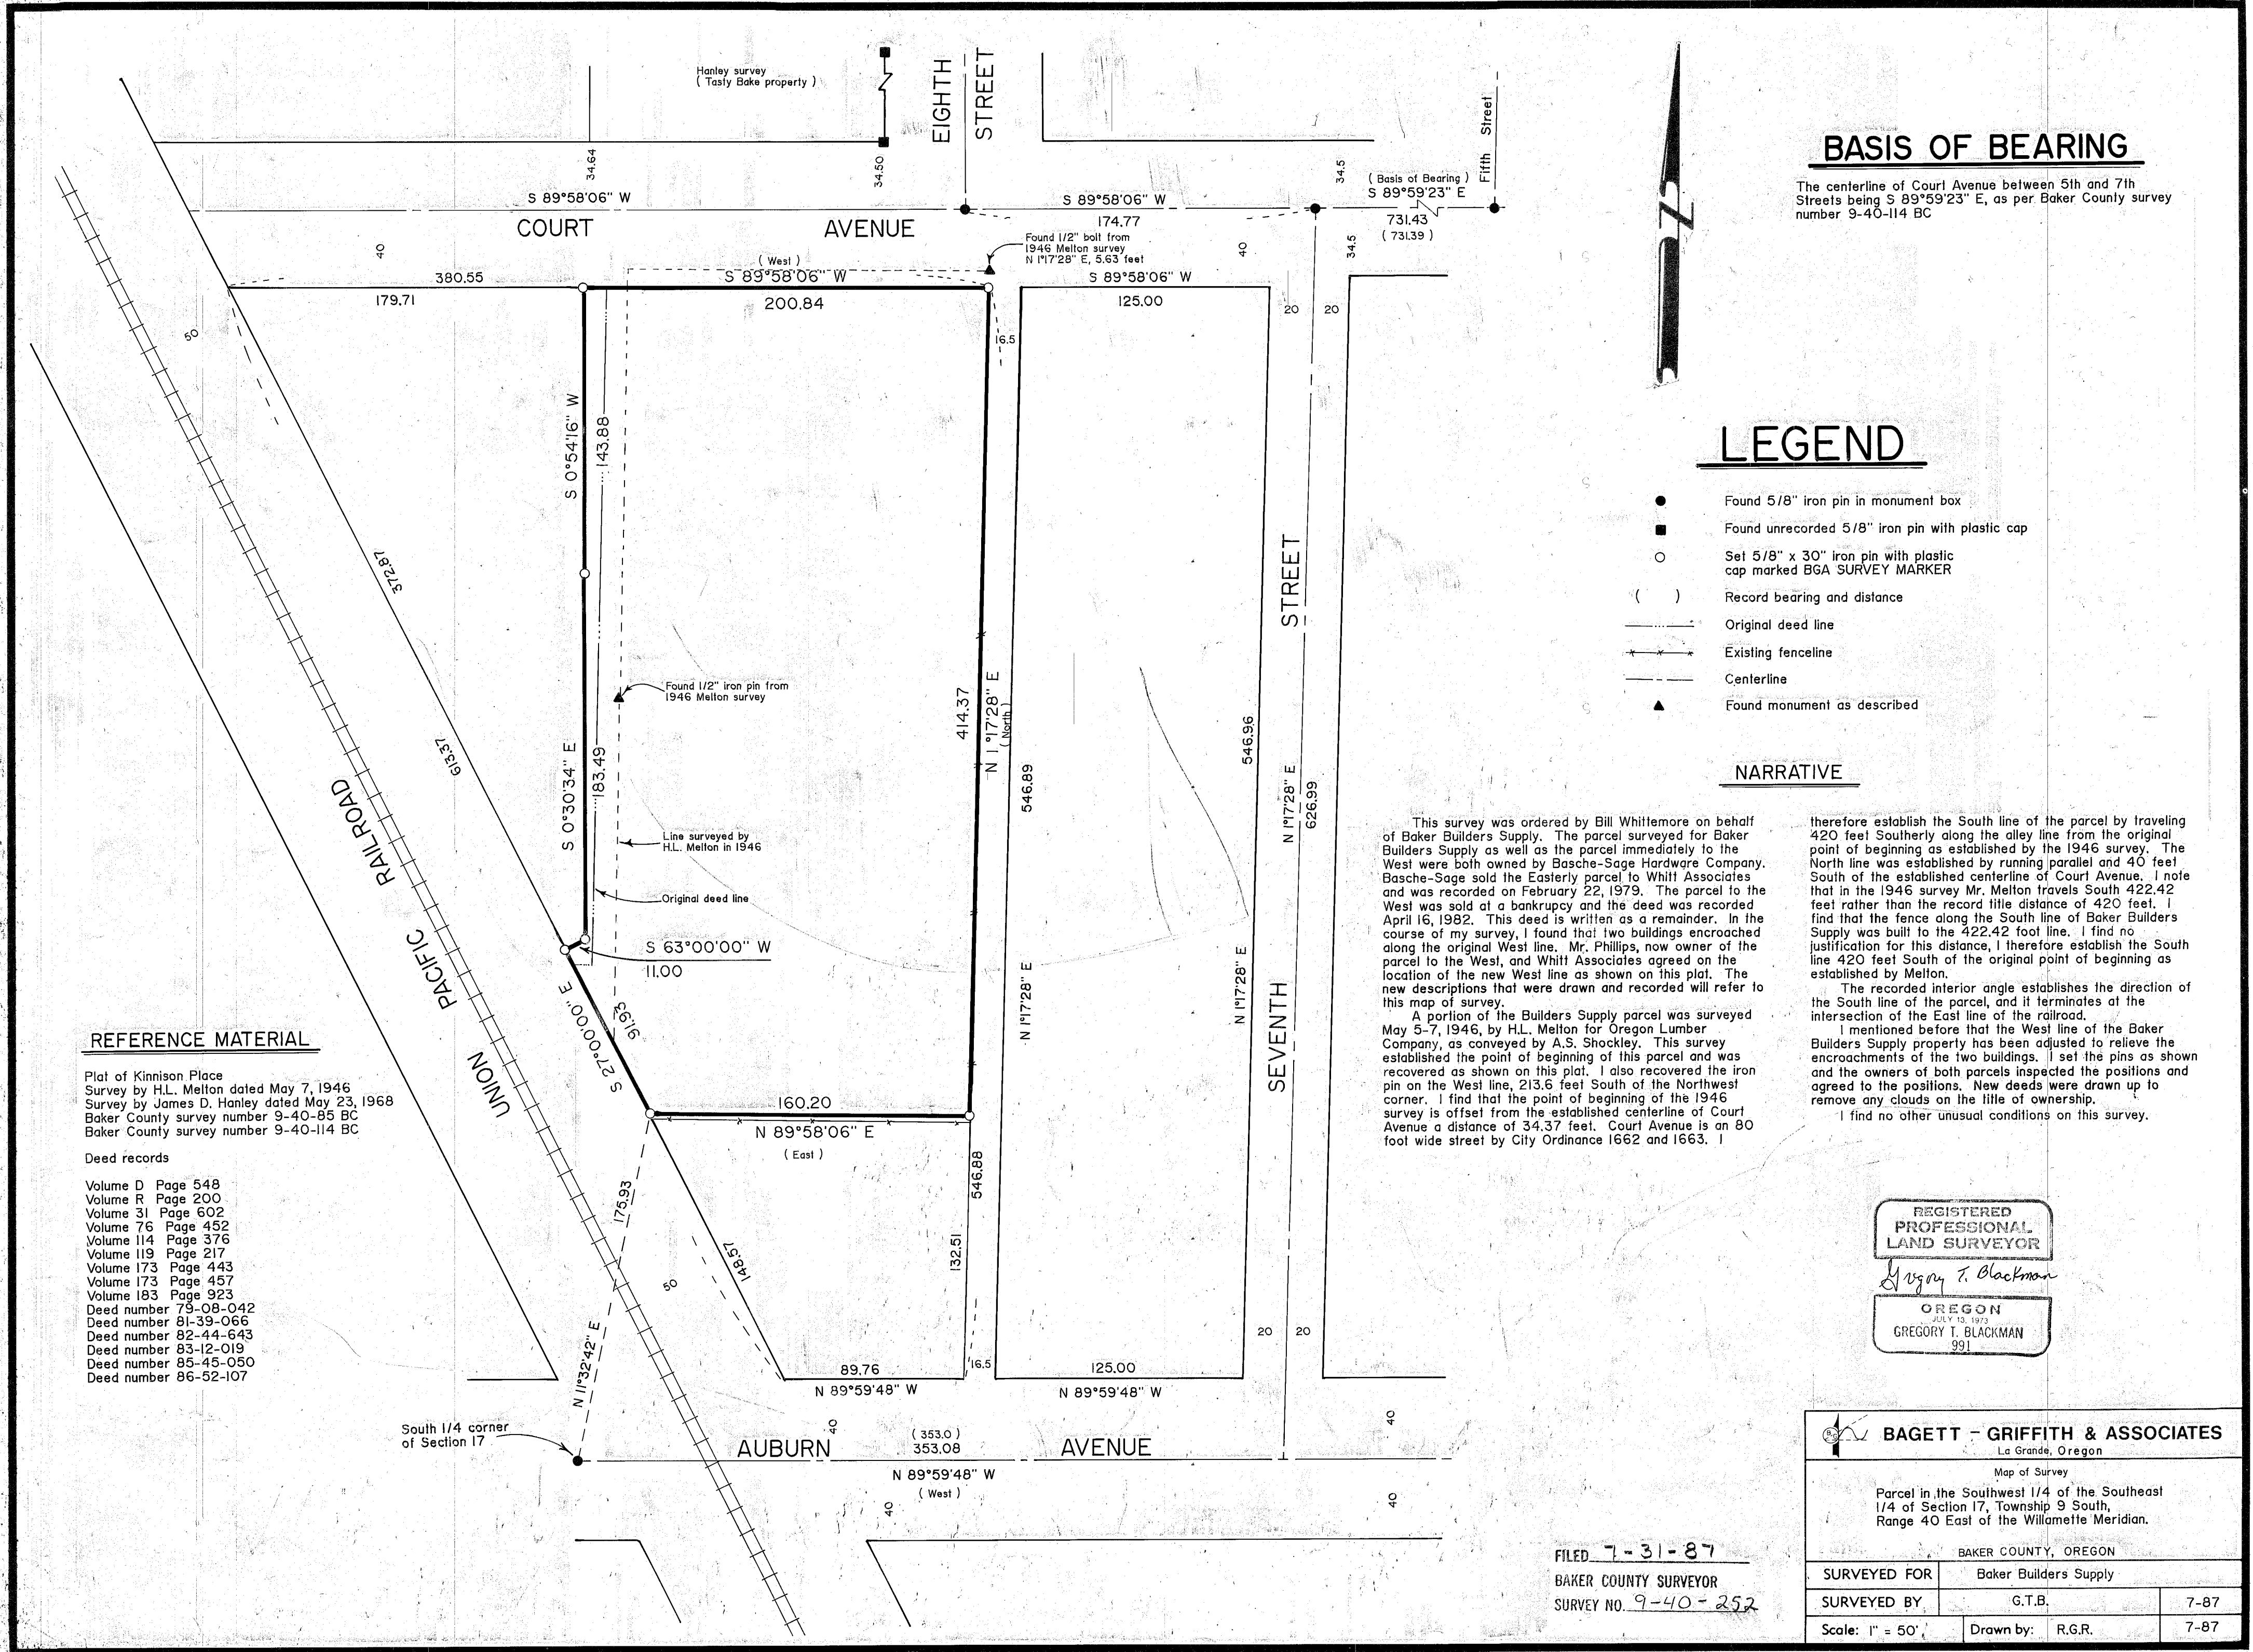 Hanley survey
( Tasty Bake property )
EIGHTH
STREET
Fifth Street
34.64
34.50
34.5
S 89°58'06" W
S 89°58'06" W
174.77
( Basis of Bearing )
S 89°59'23" E
731.43
( 731.39 )
COURT AVENUE
40
Found 1/2" bolt from
1946 Melton survey
N 1°17'28" E, 5.63 feet
40
34.5
( West )
S 89°58'06" W
380.55
179.71
200.84
S 89°58'06" W
125.00
20
20
50
16.5
S 0°54'16" W
143.88
372.87
613.37
Found 1/2" iron pin from
1946 Melton survey
414.37
N 1°17'28" E
( North )
546.89
546.96
N 1°17'28" E
626.99
STREET
S 0°30'34" E
183.49
Line surveyed by
H.L. Melton in 1946
Original deed line
S 63°00'00" W
11.00
UNION PACIFIC RAILROAD
S 27°00'00" E
91.93
N 1°17'28" E
N 1°17'28" E
SEVENTH
160.20
N 89°58'06" E
( East )
175.93
N 11°32'42" E
148.57
50
546.88
132.51
89.76
N 89°59'48" W
16.5
125.00
N 89°59'48" W
20
20
South 1/4 corner
of Section 17
40
40
AUBURN AVENUE
( 353.0 )
353.08
N 89°59'48" W
( West )
40
40
REFERENCE MATERIAL
Plat of Kinnison Place
Survey by H.L. Melton dated May 7, 1946
Survey by James D. Hanley dated May 23, 1968
Baker County survey number 9-40-85 BC
Baker County survey number 9-40-114 BC
Deed records
Volume D Page 548
Volume R Page 200
Volume 31 Page 602
Volume 76 Page 452
Volume 114 Page 376
Volume 119 Page 217
Volume 173 Page 443
Volume 173 Page 457
Volume 183 Page 923
Deed number 79-08-042
Deed number 81-39-066
Deed number 82-44-643
Deed number 83-12-019
Deed number 85-45-050
Deed number 86-52-107
BASIS OF BEARING
The centerline of Court Avenue between 5th and 7th
Streets being S 89°59'23" E, as per Baker County survey
number 9-40-114 BC
LEGEND
Found 5/8" iron pin in monument box
Found unrecorded 5/8" iron pin with plastic cap
Set 5/8" x 30" iron pin with plastic
cap marked BGA SURVEY MARKER
( ) Record bearing and distance
Original deed line
Existing fenceline
Centerline
Found monument as described
NARRATIVE
This survey was ordered by Bill Whittemore on behalf
of Baker Builders Supply. The parcel surveyed for Baker
Builders Supply as well as the parcel immediately to the
West were both owned by Basche-Sage Hardware Company.
Basche-Sage sold the Easterly parcel to Whitt Associates
and was recorded on February 22, 1979. The parcel to the
West was sold at a bankrupcy and the deed was recorded
April 16, 1982. This deed is written as a remainder. In the
course of my survey, I found that two buildings encroached
along the original West line. Mr. Phillips, now owner of the
parcel to the West, and Whitt Associates agreed on the
location of the new West line as shown on this plat. The
new descriptions that were drawn and recorded will refer to
this map of survey.
A portion of the Builders Supply parcel was surveyed
May 5-7, 1946, by H.L. Melton for Oregon Lumber
Company, as conveyed by A.S. Shockley. This survey
established the point of beginning of this parcel and was
recovered as shown on this plat. I also recovered the iron
pin on the West line, 213.6 feet South of the Northwest
corner. I find that the point of beginning of the 1946
survey is offset from the established centerline of Court
Avenue a distance of 34.37 feet. Court Avenue is an 80
foot wide street by City Ordinance 1662 and 1663. I
therefore establish the South line of the parcel by traveling
420 feet Southerly along the alley line from the original
point of beginning as established by the 1946 survey. The
North line was established by running parallel and 40 feet
South of the established centerline of Court Avenue. I note
that in the 1946 survey Mr. Melton travels South 422.42
feet rather than the record title distance of 420 feet. I
find that the fence along the South line of Baker Builders
Supply was built to the 422.42 foot line. I find no
justification for this distance, I therefore establish the South
line 420 feet South of the original point of beginning as
established by Melton.
The recorded interior angle establishes the direction of
the South line of the parcel, and it terminates at the
intersection of the East line of the railroad.
I mentioned before that the West line of the Baker
Builders Supply property has been adjusted to relieve the
encroachments of the two buildings. I set the pins as shown
and the owners of both parcels inspected the positions and
agreed to the positions. New deeds were drawn up to
remove any clouds on the title of ownership.
I find no other unusual conditions on this survey.
REGISTERED
PROFESSIONAL
LAND SURVEYOR
Gregory T. Blackman
OREGON
JULY 13, 1973
GREGORY T. BLACKMAN
991
FILED 7-31-87
BAKER COUNTY SURVEYOR
SURVEY NO. 9-40-252
BAGETT - GRIFFITH & ASSOCIATES
La Grande, Oregon
Map of Survey
Parcel in the Southwest 1/4 of the Southeast
1/4 of Section 17, Township 9 South,
Range 40 East of the Willamette Meridian.
BAKER COUNTY, OREGON
SURVEYED FOR Baker Builders Supply
SURVEYED BY G.T.B. 7-87
Scale: 1" = 50' Drawn by: R.G.R. 7-87